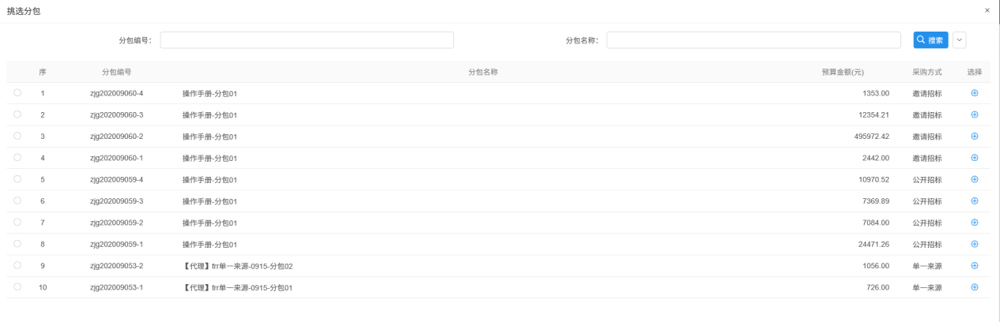 挑选分包 ×
分包编号： 分包名称： 搜索
序 分包编号 分包名称 预算金额(元) 采购方式 选择
1 zjg202009060-4 操作手册-分包01 1353.00 邀请招标
2 zjg202009060-3 操作手册-分包01 12354.21 邀请招标
3 zjg202009060-2 操作手册-分包01 495972.42 邀请招标
4 zjg202009060-1 操作手册-分包01 2442.00 邀请招标
5 zjg202009059-4 操作手册-分包01 10970.52 公开招标
6 zjg202009059-3 操作手册-分包01 7369.89 公开招标
7 zjg202009059-2 操作手册-分包01 7084.00 公开招标
8 zjg202009059-1 操作手册-分包01 24471.26 公开招标
9 zjg202009053-2 【代理】frr单一来源-0915-分包02 1056.00 单一来源
10 zjg202009053-1 【代理】frr单一来源-0915-分包01 726.00 单一来源